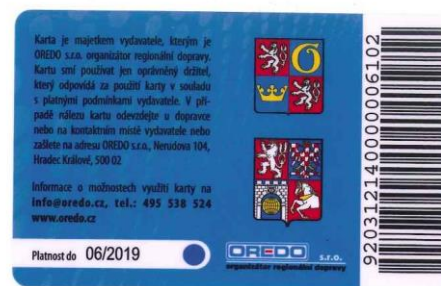 Karta je majetkem vydavatele, kterým je
OREDO s.r.o. organizátor regionální dopravy.
Kartu smí používat jen oprávněný držitel,
který odpovídá za použití karty v souladu
s platnými podmínkami vydavatele. V pří-
padě nálezu kartu odevzdejte u dopravce
nebo na kontaktním místě vydavatele nebo
zašlete na adresu OREDO s.r.o., Nerudova 104,
Hradec Králové, 500 02
Informace o možnostech využití karty na
info@oredo.cz, tel.: 495 538 524
www.oredo.cz
Platnost do 06/2019
OREDO s.r.o.
organizátor regionální dopravy
9203121400000006102